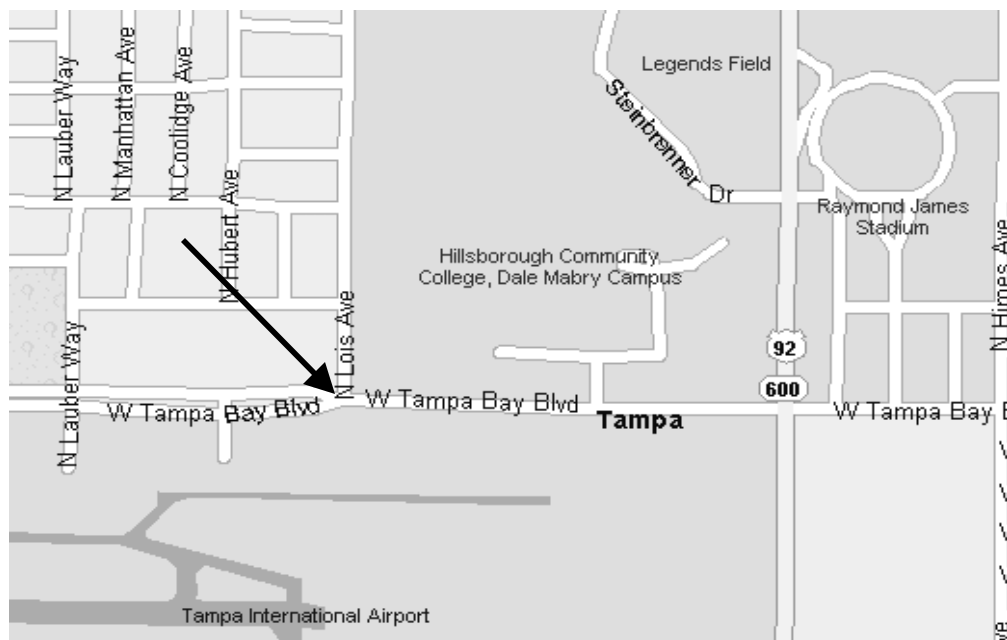 Legends Field
N Lauber Way
N Manhattan Ave
N Coolidge Ave
Steinbrenner Dr
N Hubert Ave
Raymond James
Stadium
Hillsborough Community
College, Dale Mabry Campus
N Himes Ave
N Lois Ave
N Lauber Way
92
600
W Tampa Bay Blvd
W Tampa Bay Blvd
Tampa
W Tampa Bay B
Tampa International Airport